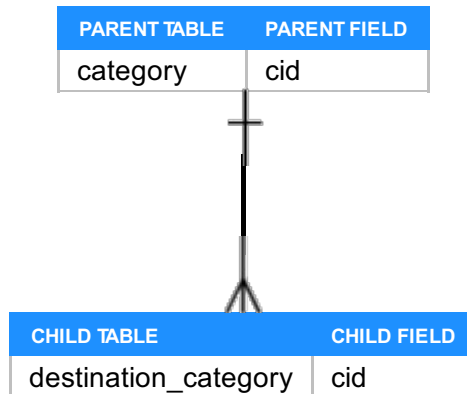 PARENT TABLE PARENT FIELD
category cid
CHILD TABLE CHILD FIELD
destination_category cid